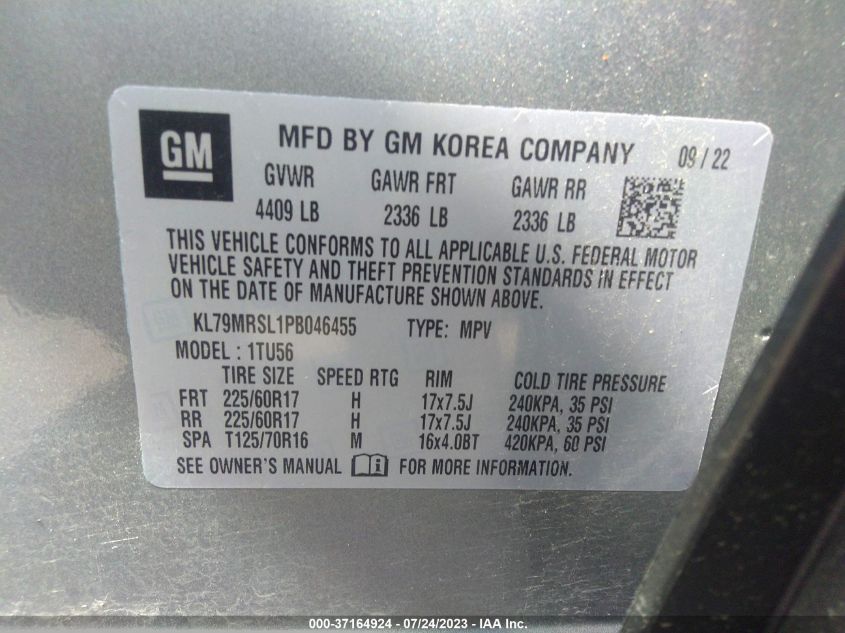 GM MFD BY GM KOREA COMPANY 09 / 22
GVWR GAWR FRT GAWR RR
4409 LB 2336 LB 2336 LB
THIS VEHICLE CONFORMS TO ALL APPLICABLE U.S. FEDERAL MOTOR
VEHICLE SAFETY AND THEFT PREVENTION STANDARDS IN EFFECT
ON THE DATE OF MANUFACTURE SHOWN ABOVE.
KL79MRSL1PB046455 TYPE: MPV
MODEL : 1TU56
TIRE SIZE SPEED RTG RIM COLD TIRE PRESSURE
FRT 225/60R17 H 17x7.5J 240KPA, 35 PSI
RR 225/60R17 H 17x7.5J 240KPA, 35 PSI
SPA T125/70R16 M 16x4.0BT 420KPA, 60 PSI
SEE OWNER'S MANUAL FOR MORE INFORMATION.
000-37164924 - 07/24/2023 - IAA Inc.